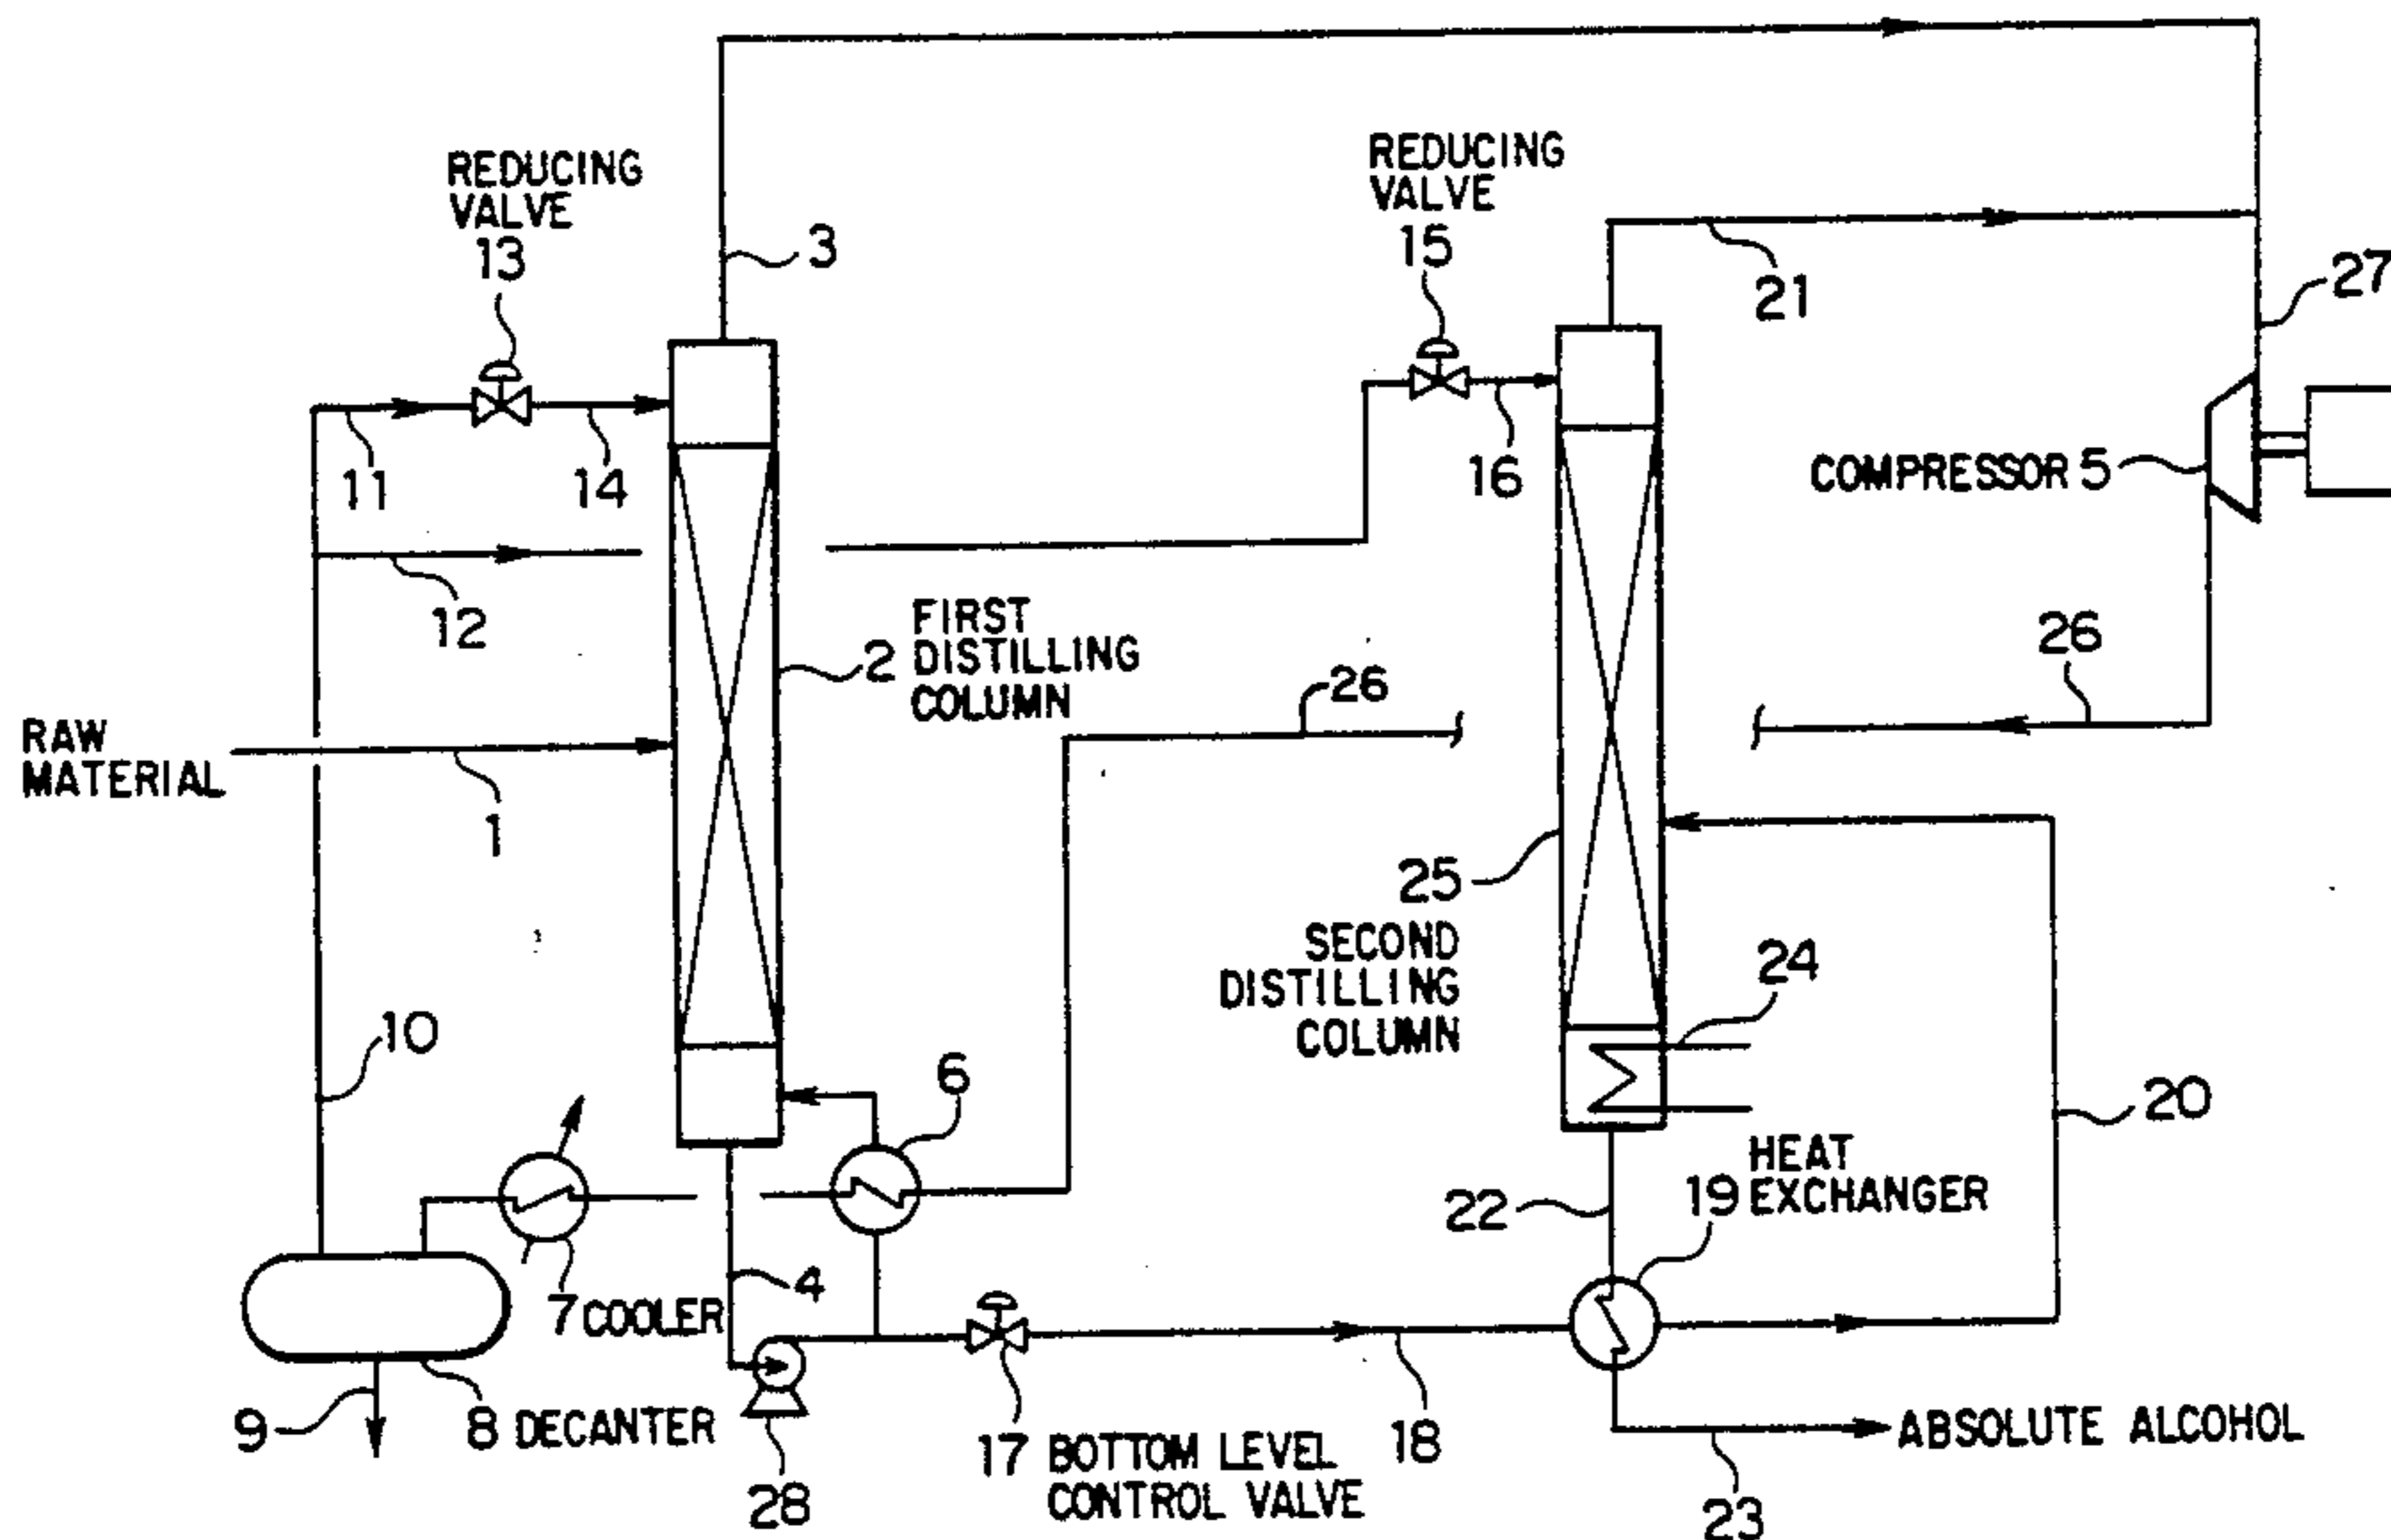 REDUCING
VALVE
13
3
REDUCING
VALVE
15
21
27
11
14
16
COMPRESSOR 5
12
2 FIRST
DISTILLING
COLUMN
26
26
RAW
MATERIAL
1
25
SECOND
DISTILLING
COLUMN
24
10
6
20
22
19 HEAT
EXCHANGER
7 COOLER
4
9
8 DECANTER
28
17 BOTTOM LEVEL
CONTROL VALVE
18
ABSOLUTE ALCOHOL
23